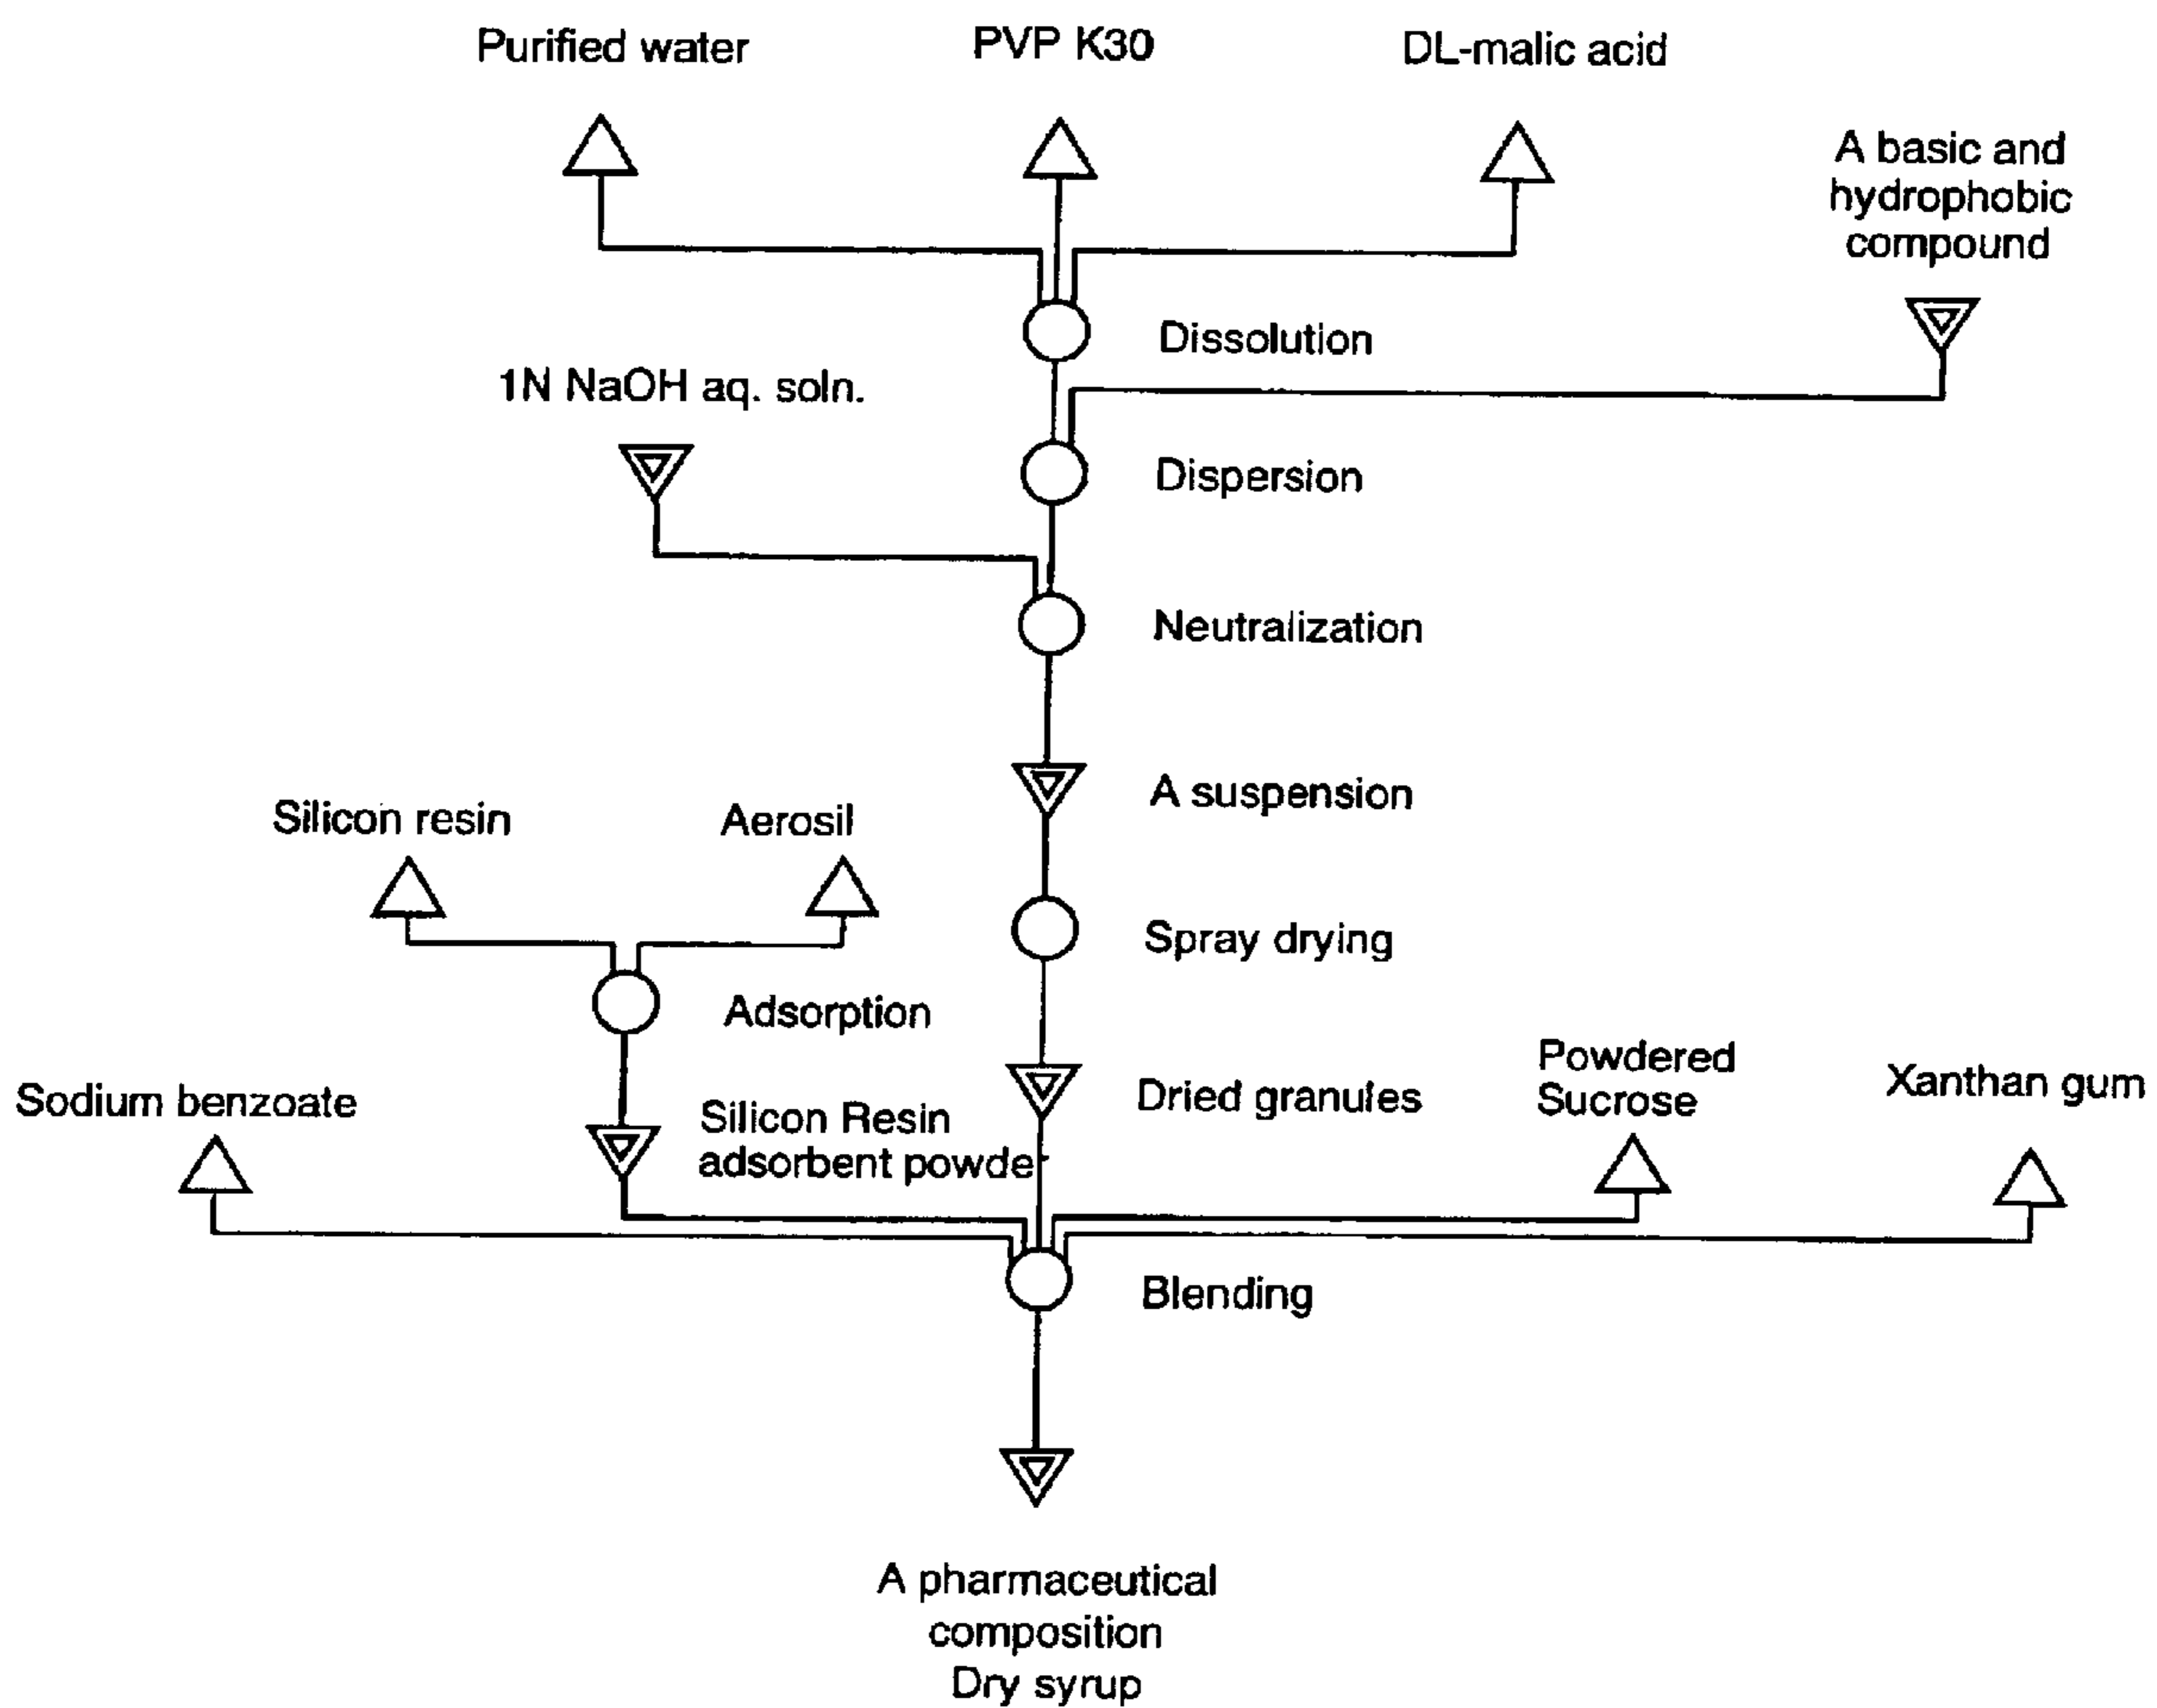 Purified water
PVP K30
DL-malic acid
A basic and
hydrophobic
compound
Dissolution
1N NaOH aq. soln.
Dispersion
Neutralization
A suspension
Silicon resin
Aerosil
Spray drying
Adsorption
Powdered
Sucrose
Xanthan gum
Sodium benzoate
Dried granules
Silicon Resin
adsorbent powder
Blending
A pharmaceutical
composition
Dry syrup